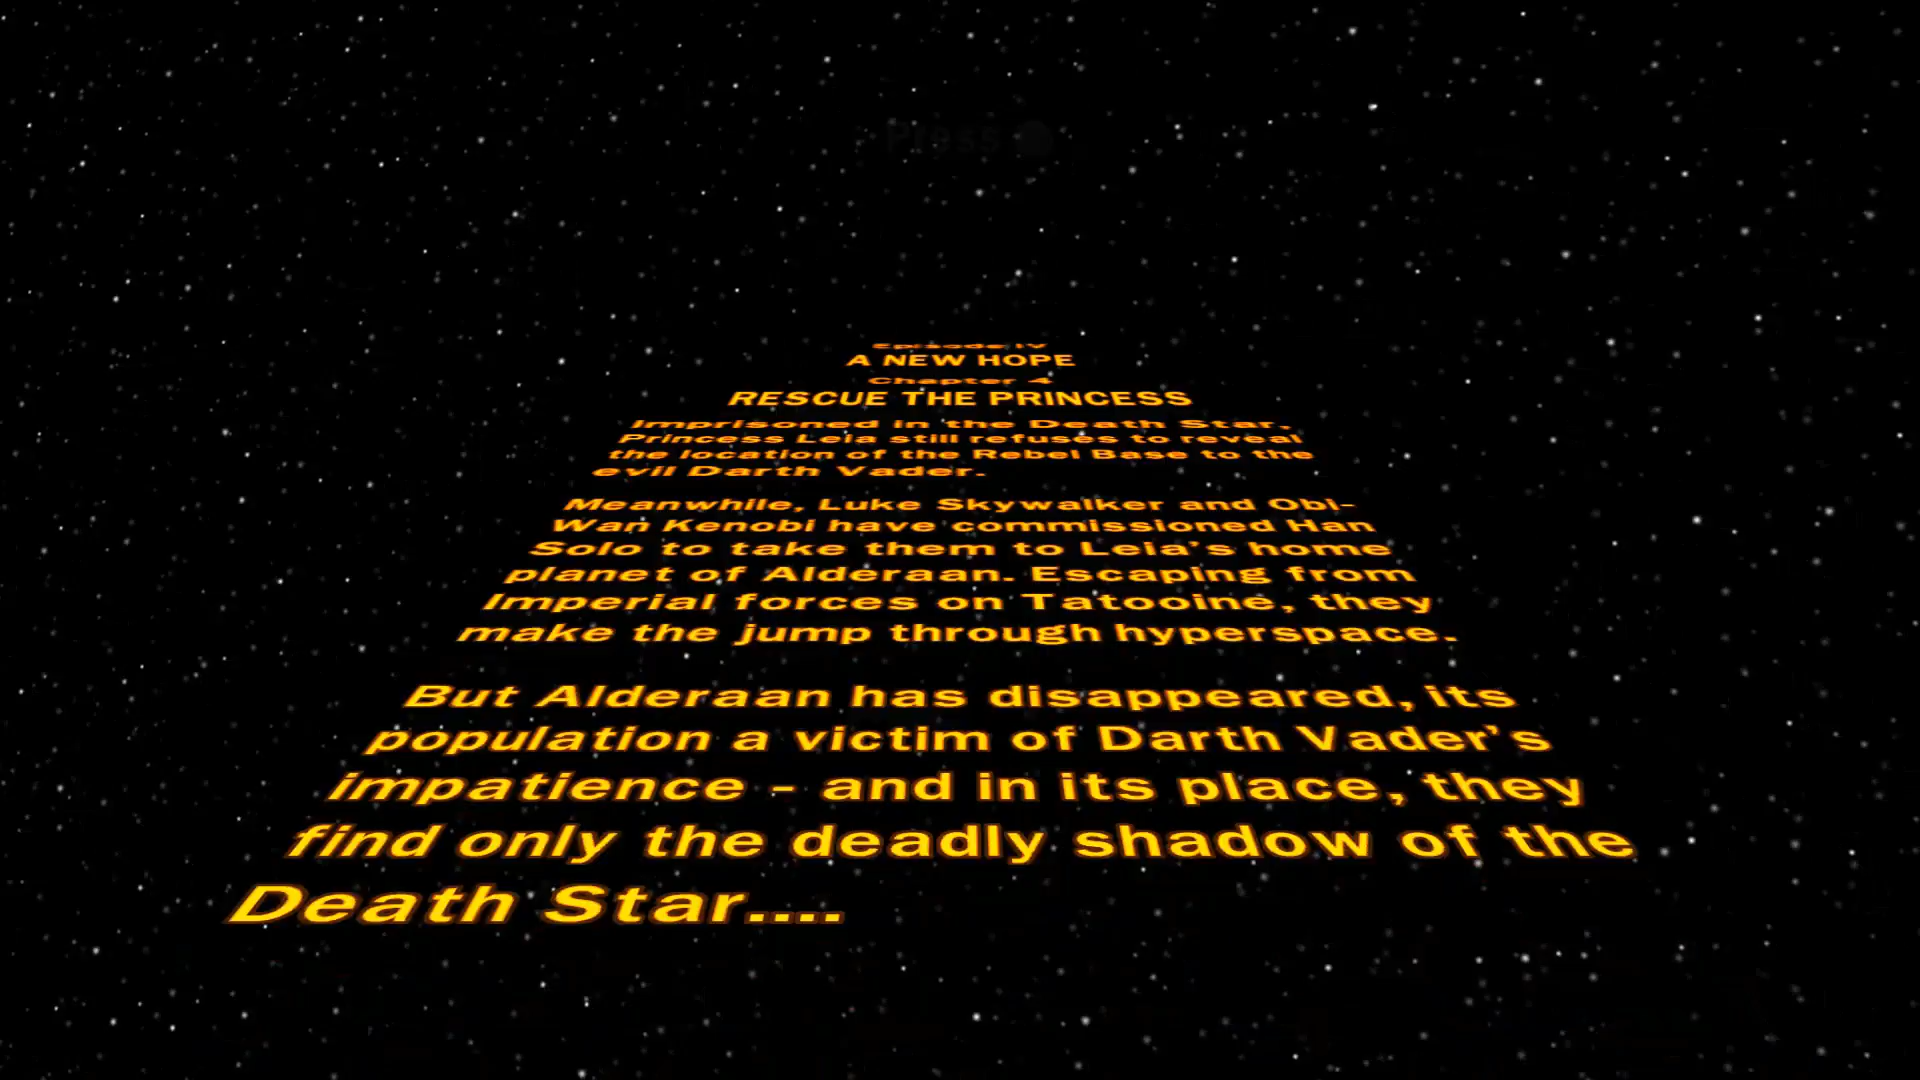 Press
Episode IV
A NEW HOPE
Chapter 4
RESCUE THE PRINCESS
Imprisoned in the Death Star,
Princess Leia still refuses to reveal
the location of the Rebel Base to the
evil Darth Vader.
Meanwhile, Luke Skywalker and Obi-
Wan Kenobi have commissioned Han
Solo to take them to Leia's home
planet of Alderaan. Escaping from
Imperial forces on Tatooine, they
make the jump through hyperspace.
But Alderaan has disappeared, its
population a victim of Darth Vader's
impatience - and in its place, they
find only the deadly shadow of the
Death Star....